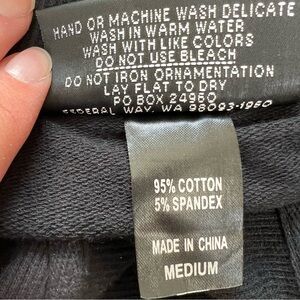 HAND OR MACHINE WASH DELICATE
WASH IN WARM WATER
WASH WITH LIKE COLORS
DO NOT USE BLEACH
DO NOT IRON ORNAMENTATION
LAY FLAT TO DRY
PO BOX 24960
FEDERAL WAY, WA 98093-1960
95% COTTON
5% SPANDEX
MADE IN CHINA
MEDIUM